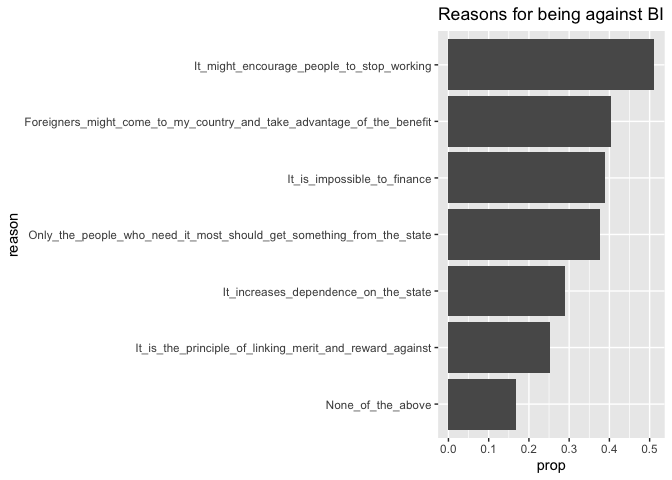 Reasons for being against BI
It_might_encourage_people_to_stop_working
Foreigners_might_come_to_my_country_and_take_advantage_of_the_benefit
It_is_impossible_to_finance
Only_the_people_who_need_it_most_should_get_something_from_the_state
It_increases_dependence_on_the_state
It_is_the_principle_of_linking_merit_and_reward_against
None_of_the_above
reason
0.0 0.1 0.2 0.3 0.4 0.5
prop